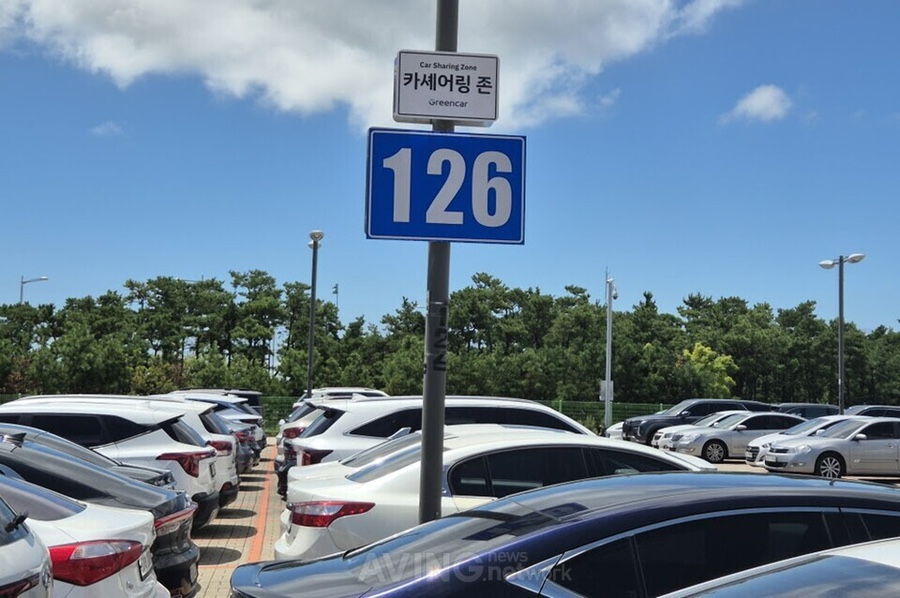 Car Sharing Zone
카셰어링 존
Greencar
126
AVING news
.network